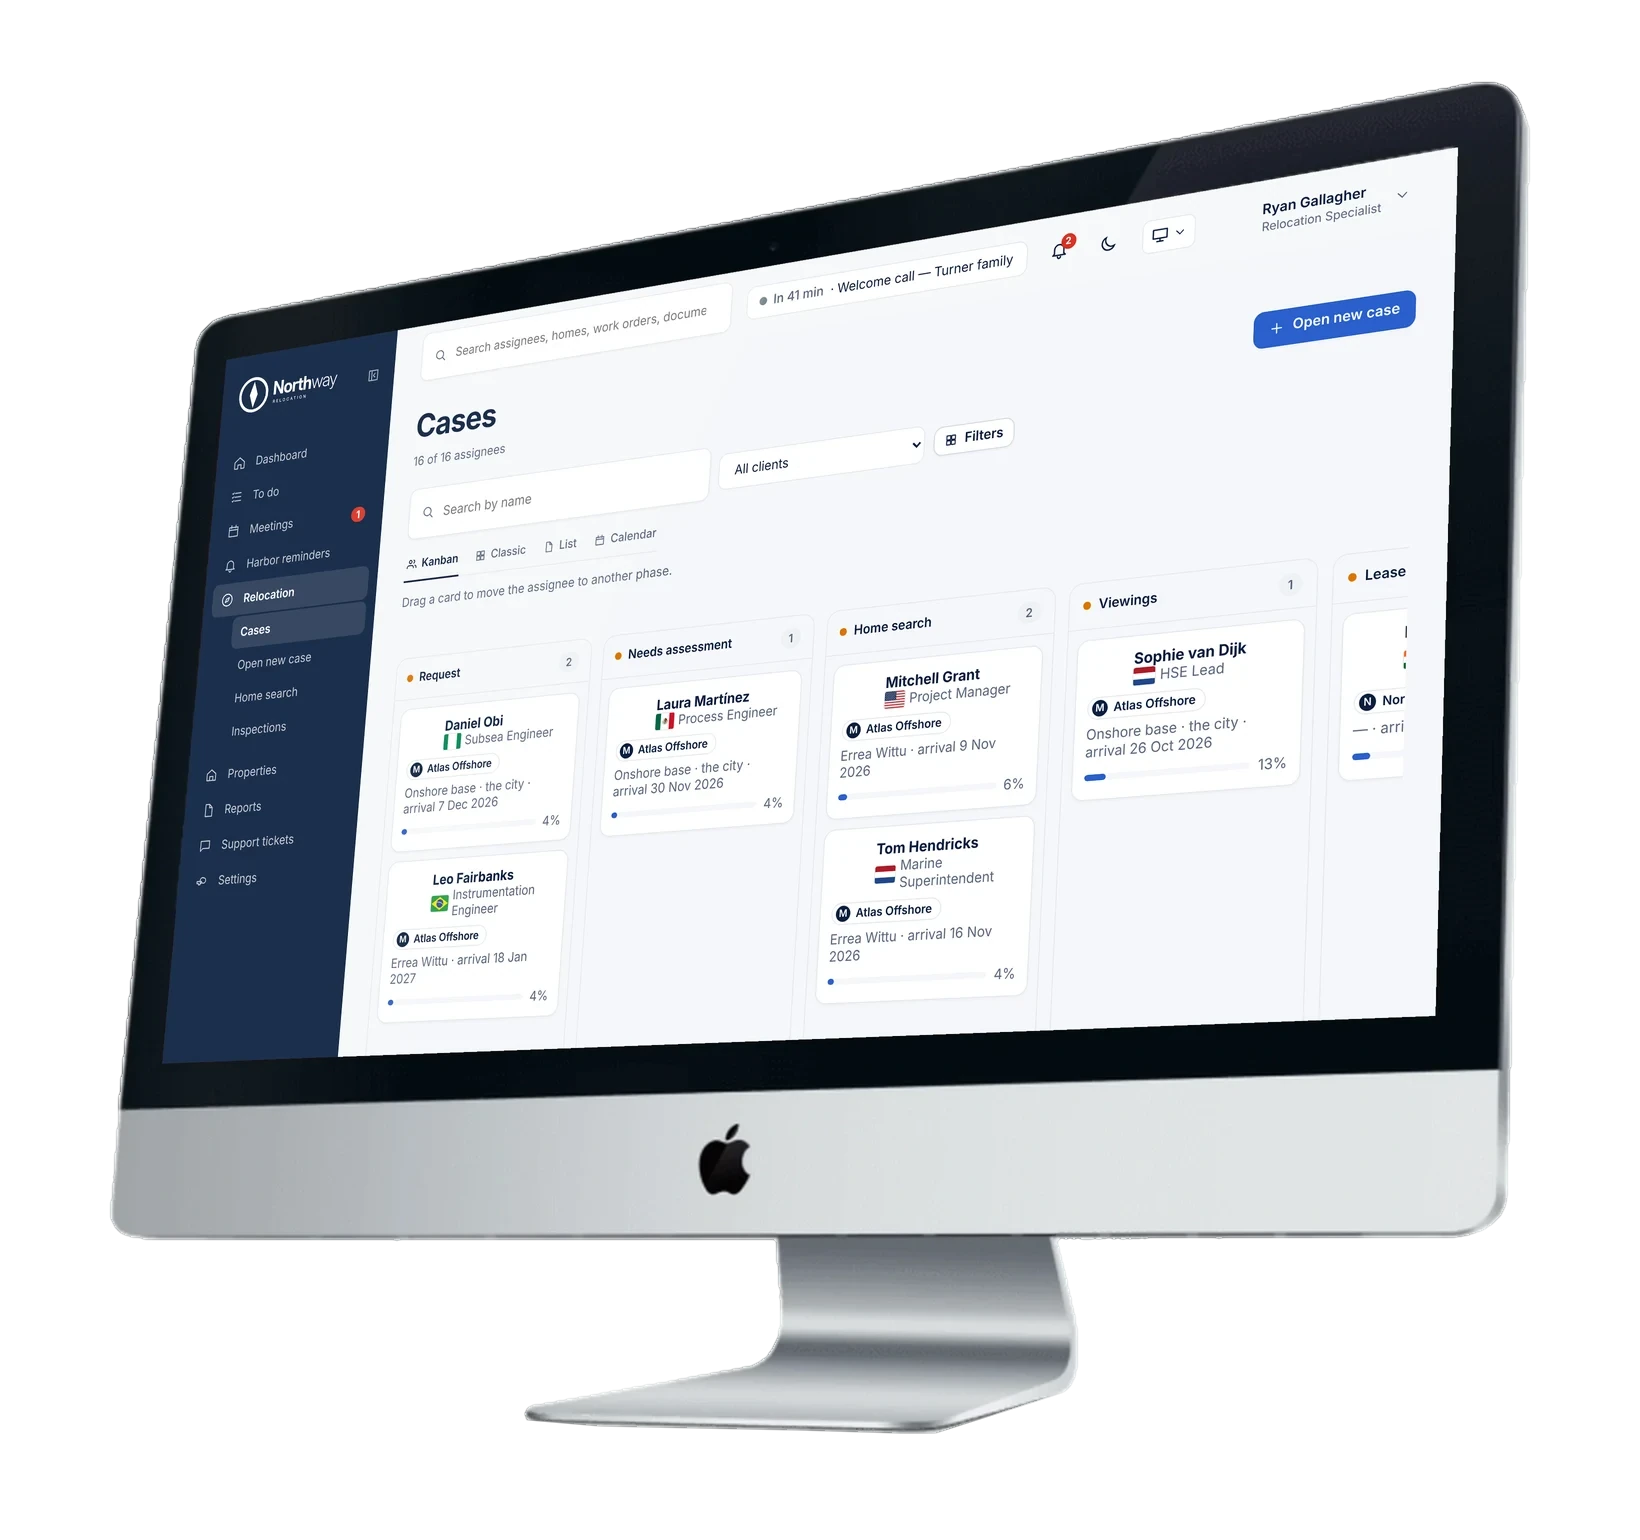 Ryan Gallagher
Relocation Specialist
2
In 41 min · Welcome call — Turner family
Search assignees, homes, work orders, docume
Open new case
Northway
RELOCATION
Dashboard
To do
Meetings
1
Harbor reminders
Relocation
Cases
Open new case
Home search
Inspections
Properties
Reports
Support tickets
Settings
Cases
16 of 16 assignees
Search by name
All clients
Filters
Kanban
Classic
List
Calendar
Drag a card to move the assignee to another phase.
Request
2
Daniel Obi
Subsea Engineer
M Atlas Offshore
Onshore base · the city ·
arrival 7 Dec 2026
4%
Leo Fairbanks
Instrumentation
Engineer
M Atlas Offshore
Errea Wittu · arrival 18 Jan
2027
4%
Needs assessment
1
Laura Martínez
Process Engineer
M Atlas Offshore
Onshore base · the city ·
arrival 30 Nov 2026
4%
Home search
2
Mitchell Grant
Project Manager
M Atlas Offshore
Errea Wittu · arrival 9 Nov
2026
6%
Tom Hendricks
Marine
Superintendent
M Atlas Offshore
Errea Wittu · arrival 16 Nov
2026
4%
Viewings
1
Sophie van Dijk
HSE Lead
M Atlas Offshore
Onshore base · the city ·
arrival 26 Oct 2026
13%
Lease
N Nor
— · arri